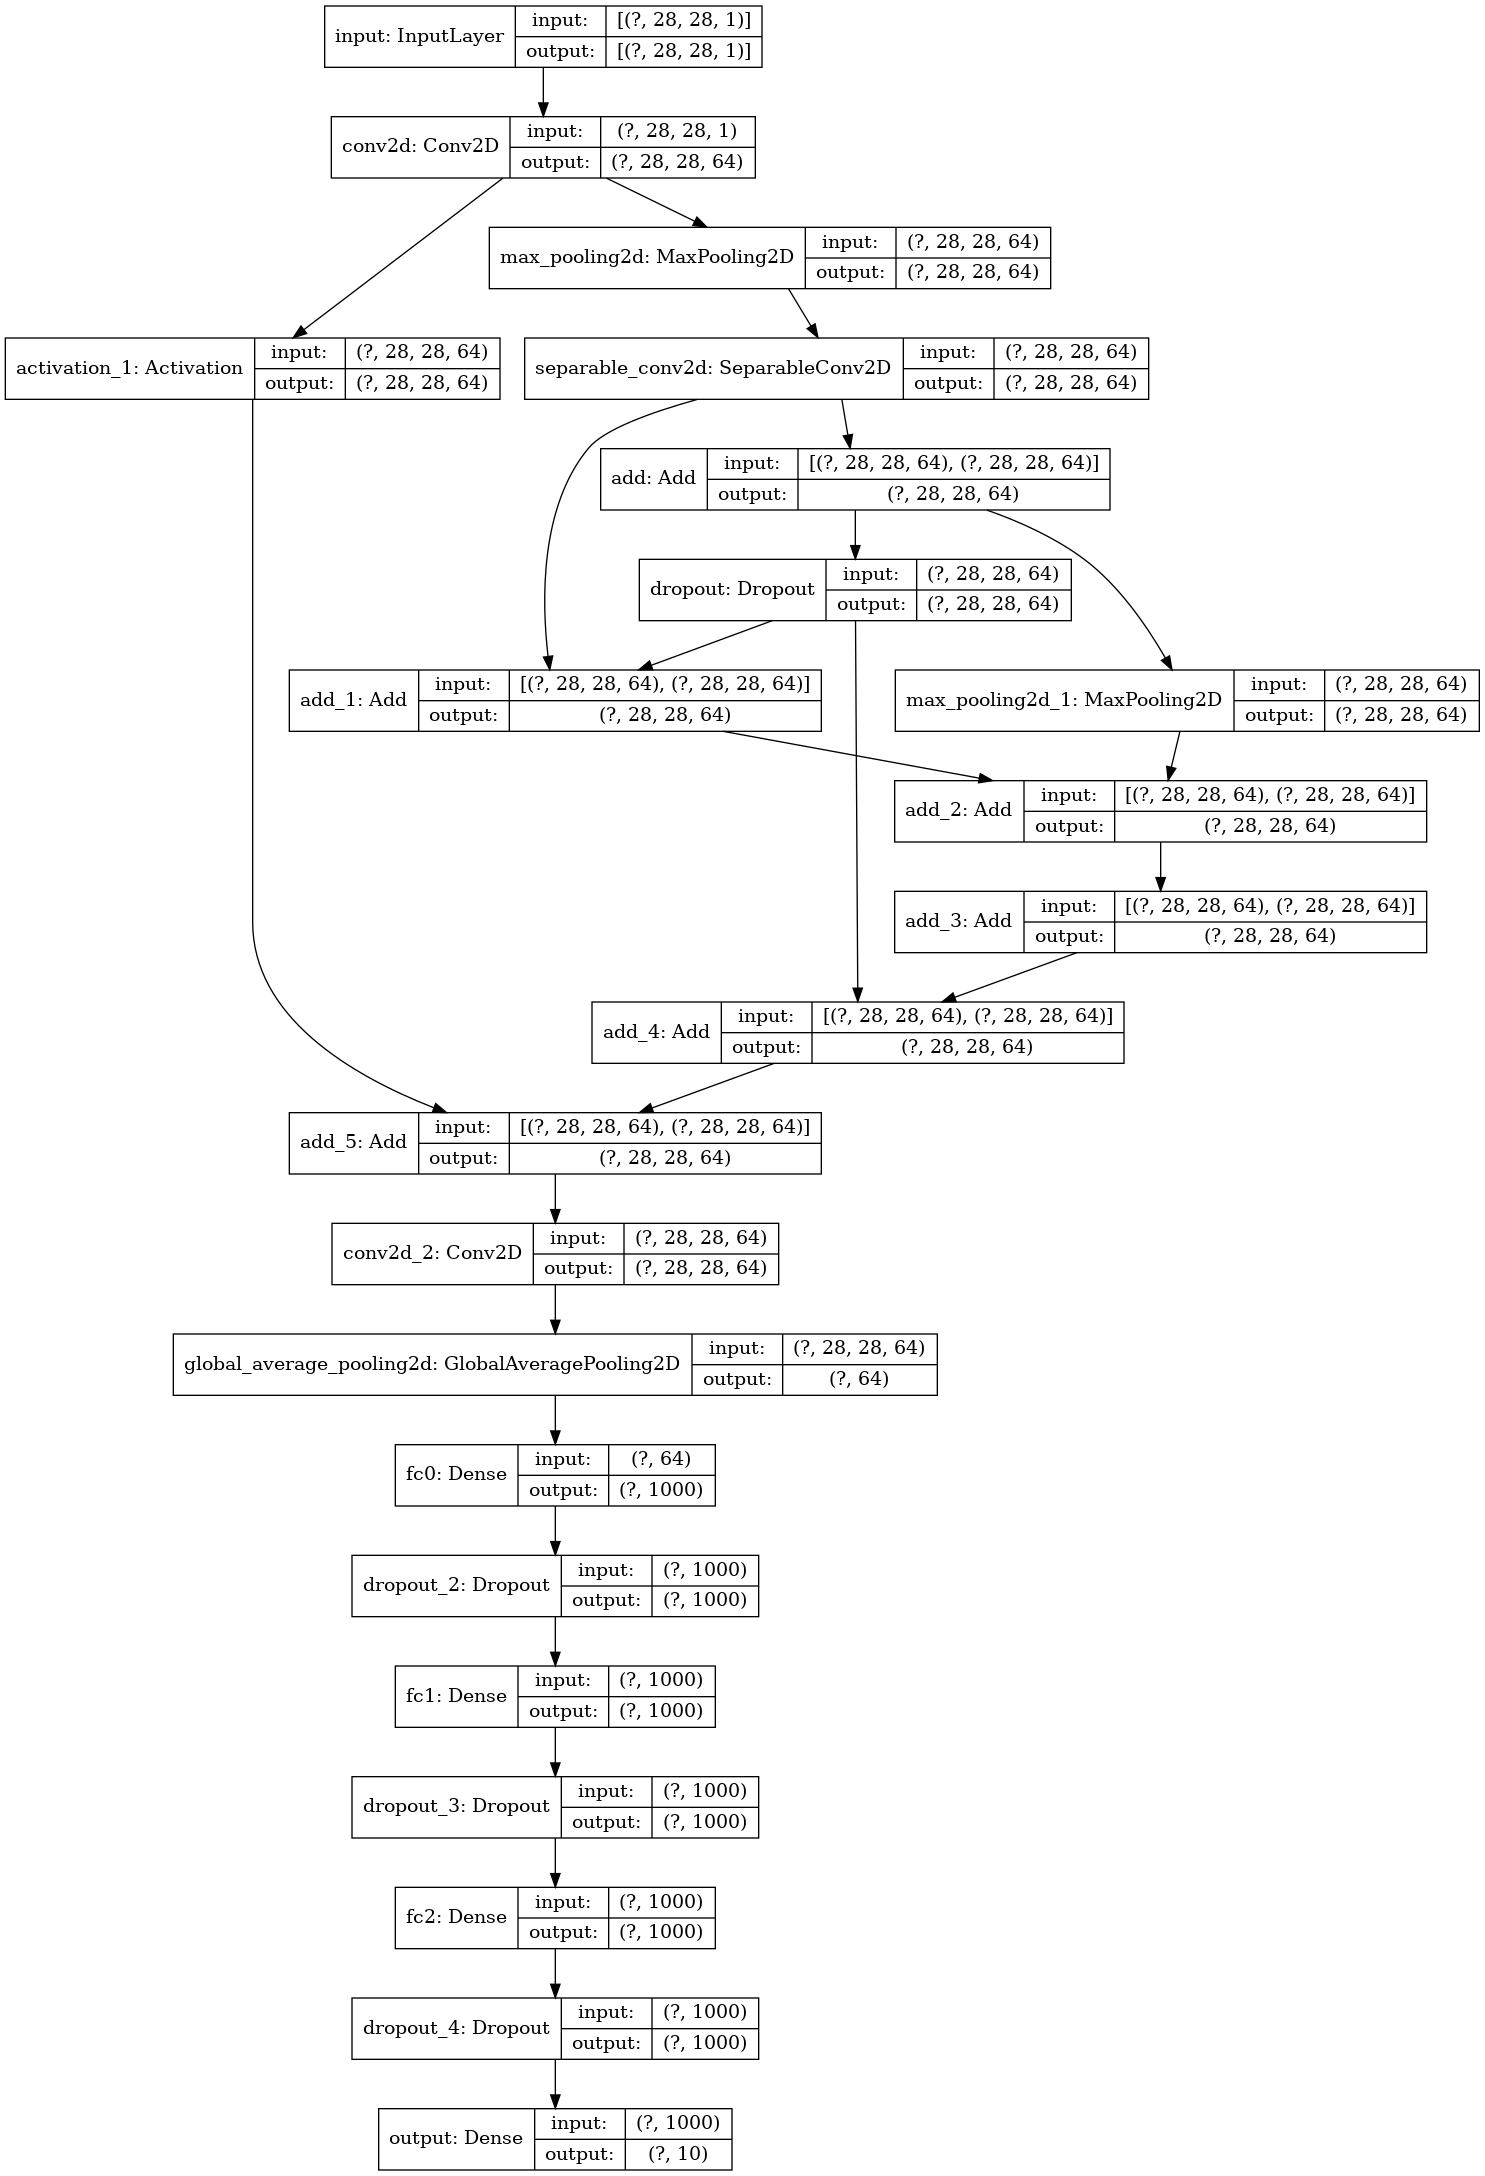 input: InputLayer
input:
[(?, 28, 28, 1)]
output:
[(?, 28, 28, 1)]
conv2d: Conv2D
input:
(?, 28, 28, 1)
output:
(?, 28, 28, 64)
max_pooling2d: MaxPooling2D
input:
(?, 28, 28, 64)
output:
(?, 28, 28, 64)
activation_1: Activation
input:
(?, 28, 28, 64)
output:
(?, 28, 28, 64)
separable_conv2d: SeparableConv2D
input:
(?, 28, 28, 64)
output:
(?, 28, 28, 64)
add: Add
input:
[(?, 28, 28, 64), (?, 28, 28, 64)]
output:
(?, 28, 28, 64)
dropout: Dropout
input:
(?, 28, 28, 64)
output:
(?, 28, 28, 64)
add_1: Add
input:
[(?, 28, 28, 64), (?, 28, 28, 64)]
output:
(?, 28, 28, 64)
max_pooling2d_1: MaxPooling2D
input:
(?, 28, 28, 64)
output:
(?, 28, 28, 64)
add_2: Add
input:
[(?, 28, 28, 64), (?, 28, 28, 64)]
output:
(?, 28, 28, 64)
add_3: Add
input:
[(?, 28, 28, 64), (?, 28, 28, 64)]
output:
(?, 28, 28, 64)
add_4: Add
input:
[(?, 28, 28, 64), (?, 28, 28, 64)]
output:
(?, 28, 28, 64)
add_5: Add
input:
[(?, 28, 28, 64), (?, 28, 28, 64)]
output:
(?, 28, 28, 64)
conv2d_2: Conv2D
input:
(?, 28, 28, 64)
output:
(?, 28, 28, 64)
global_average_pooling2d: GlobalAveragePooling2D
input:
(?, 28, 28, 64)
output:
(?, 64)
fc0: Dense
input:
(?, 64)
output:
(?, 1000)
dropout_2: Dropout
input:
(?, 1000)
output:
(?, 1000)
fc1: Dense
input:
(?, 1000)
output:
(?, 1000)
dropout_3: Dropout
input:
(?, 1000)
output:
(?, 1000)
fc2: Dense
input:
(?, 1000)
output:
(?, 1000)
dropout_4: Dropout
input:
(?, 1000)
output:
(?, 1000)
output: Dense
input:
(?, 1000)
output:
(?, 10)